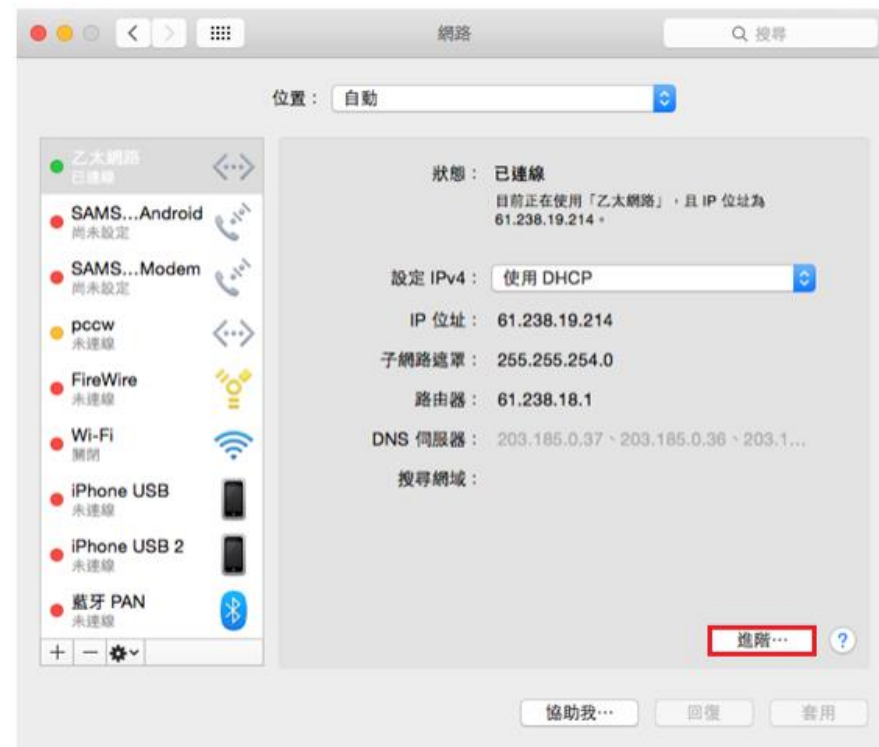 網路
搜尋
位置： 自動
乙太網路
已連線
SAMS...Android
尚未設定
SAMS...Modem
尚未設定
pccw
未連線
FireWire
未連線
Wi-Fi
關閉
iPhone USB
未連線
iPhone USB 2
未連線
藍牙 PAN
未連線
狀態： 已連線
目前正在使用「乙太網路」，且 IP 位址為
61.238.19.214。
設定 IPv4： 使用 DHCP
IP 位址： 61.238.19.214
子網路遮罩： 255.255.254.0
路由器： 61.238.18.1
DNS 伺服器： 203.185.0.37、203.185.0.36、203.1...
搜尋網域：
進階⋯
?
協助我⋯
回復
套用